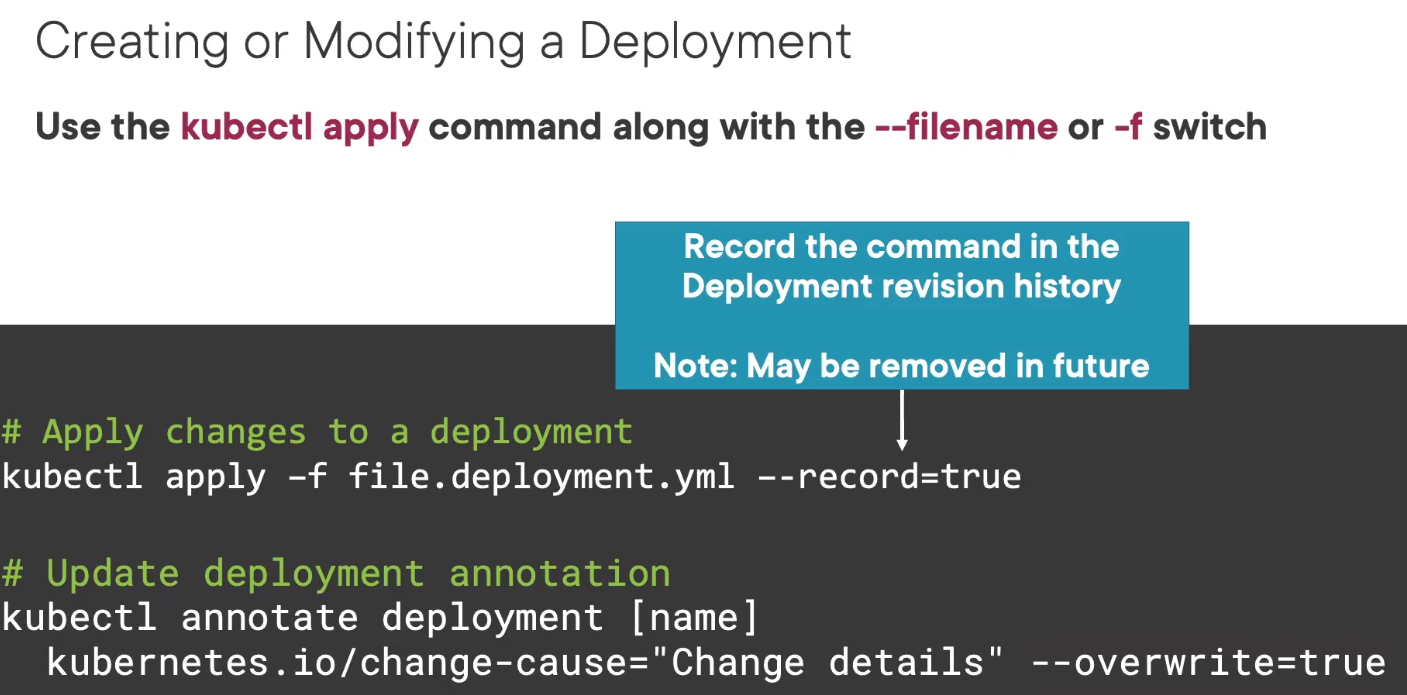 Creating or Modifying a Deployment
Use the kubectl apply command along with the --filename or -f switch
Record the command in the
Deployment revision history
Note: May be removed in future
# Apply changes to a deployment
kubectl apply –f file.deployment.yml --record=true
# Update deployment annotation
kubectl annotate deployment [name]
kubernetes.io/change-cause="Change details" --overwrite=true